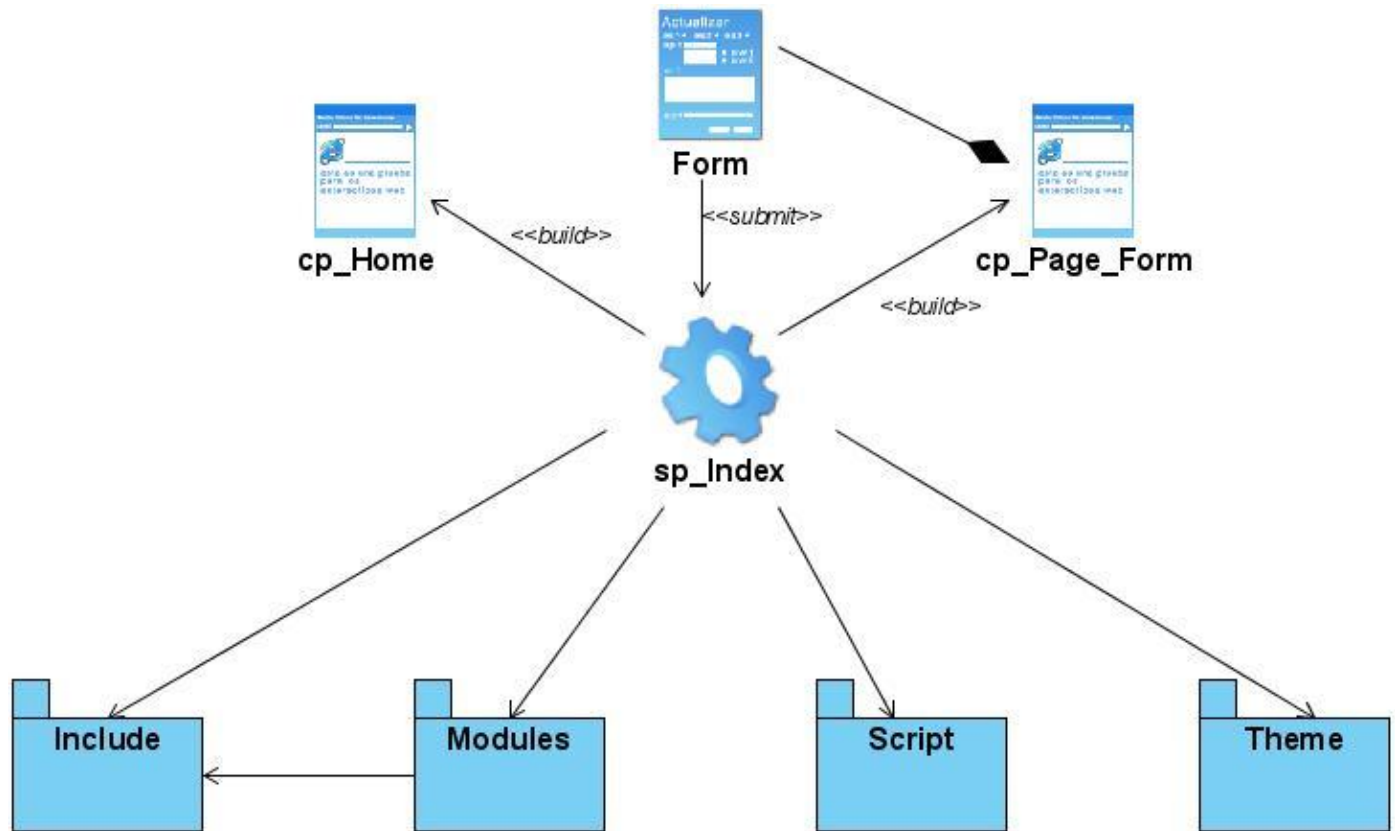 Actualizar
Form
<<submit>>
<<build>>
cp_Home
cp_Page_Form
<<build>>
sp_Index
Include
Modules
Script
Theme